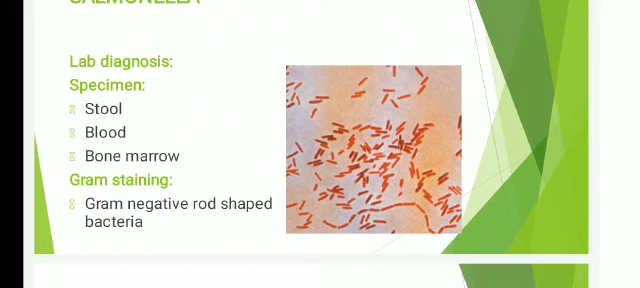 SALMONELLA
Lab diagnosis:
Specimen:
Stool
Blood
Bone marrow
Gram staining:
Gram negative rod shaped
bacteria